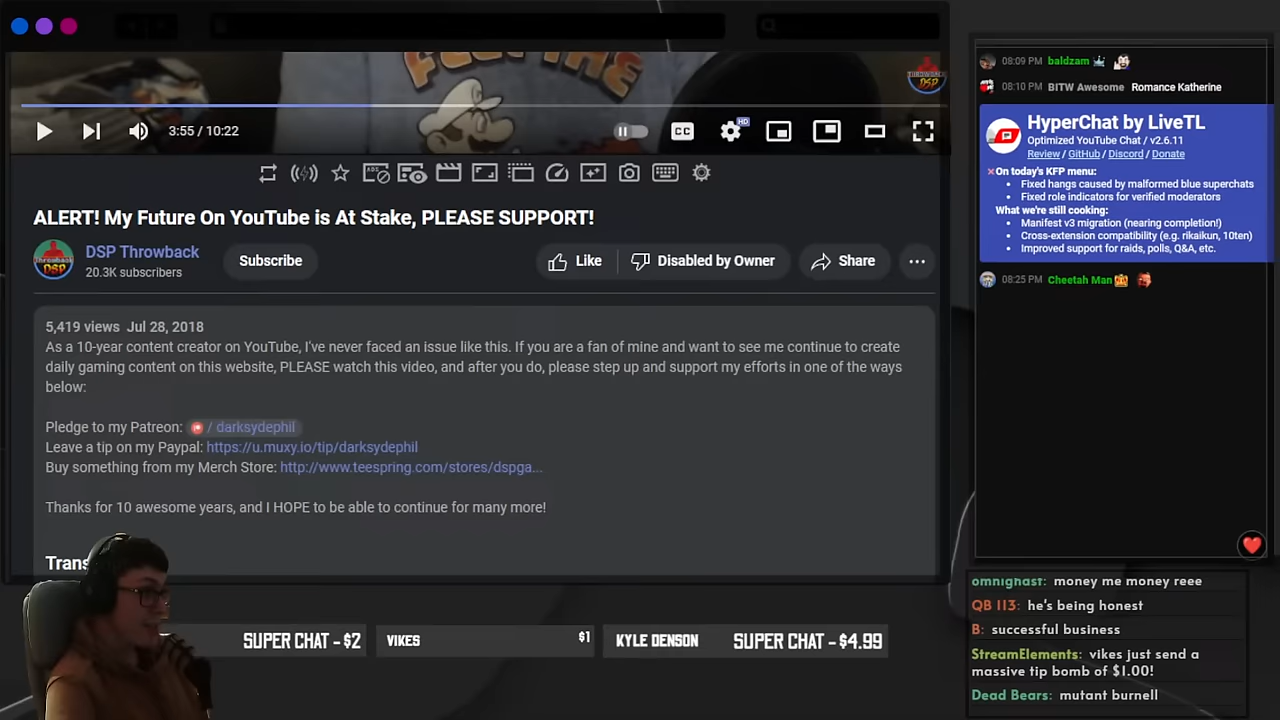 FEEL THE
THROWBACK
DSP
3:55 / 10:22
CC
HD
ALERT! My Future On YouTube is At Stake, PLEASE SUPPORT!
DSP Throwback
20.3K subscribers
Subscribe
Like
Disabled by Owner
Share
5,419 views Jul 28, 2018
As a 10-year content creator on YouTube, I've never faced an issue like this. If you are a fan of mine and want to see me continue to create
daily gaming content on this website, PLEASE watch this video, and after you do, please step up and support my efforts in one of the ways
below:
Pledge to my Patreon: / darksydephil
Leave a tip on my Paypal: https://u.muxy.io/tip/darksydephil
Buy something from my Merch Store: http://www.teespring.com/stores/dspga...
Thanks for 10 awesome years, and I HOPE to be able to continue for many more!
Trans
SUPER CHAT - $2
VIKES $1
KYLE DENSON SUPER CHAT - $4.99
08:09 PM baldzam
08:10 PM BITW Awesome Romance Katherine
HyperChat by LiveTL
Optimized YouTube Chat / v2.6.11
Review / GitHub / Discord / Donate
On today's KFP menu:
Fixed hangs caused by malformed blue superchats
Fixed role indicators for verified moderators
What we're still cooking:
Manifest v3 migration (nearing completion!)
Cross-extension compatibility (e.g. rikaikun, 10ten)
Improved support for raids, polls, Q&A, etc.
08:25 PM Cheetah Man
omnighast: money me money reee
QB 113: he's being honest
B: successful business
StreamElements: vikes just send a
massive tip bomb of $1.00!
Dead Bears: mutant burnell